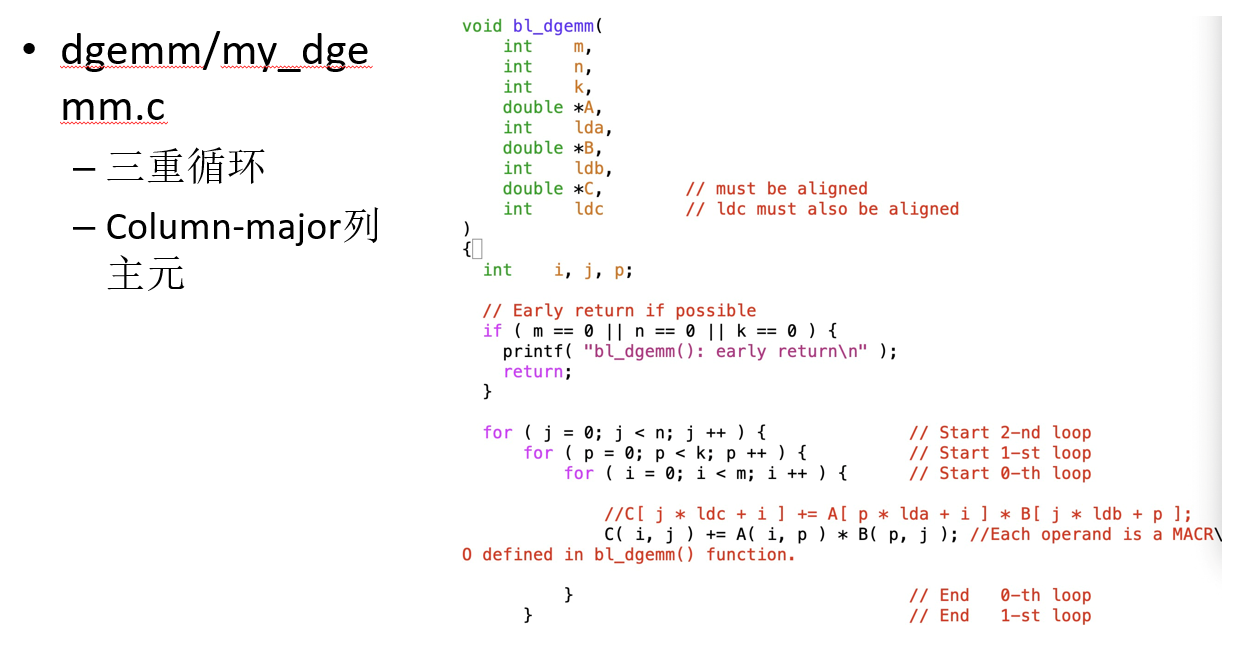 • dgemm/my_dge
mm.c
– 三重循环
– Column-major列
主元
void bl_dgemm(
    int    m,
    int    n,
    int    k,
    double *A,
    int    lda,
    double *B,
    int    ldb,
    double *C,        // must be aligned
    int    ldc        // ldc must also be aligned
)
{
  int    i, j, p;
  // Early return if possible
  if ( m == 0 || n == 0 || k == 0 ) {
    printf( "bl_dgemm(): early return\n" );
    return;
  }
  for ( j = 0; j < n; j ++ ) {              // Start 2-nd loop
      for ( p = 0; p < k; p ++ ) {          // Start 1-st loop
          for ( i = 0; i < m; i ++ ) {      // Start 0-th loop
              //C[ j * ldc + i ] += A[ p * lda + i ] * B[ j * ldb + p ];
              C( i, j ) += A( i, p ) * B( p, j ); //Each operand is a MACR\
O defined in bl_dgemm() function.
          }                                 // End   0-th loop
      }                                     // End   1-st loop